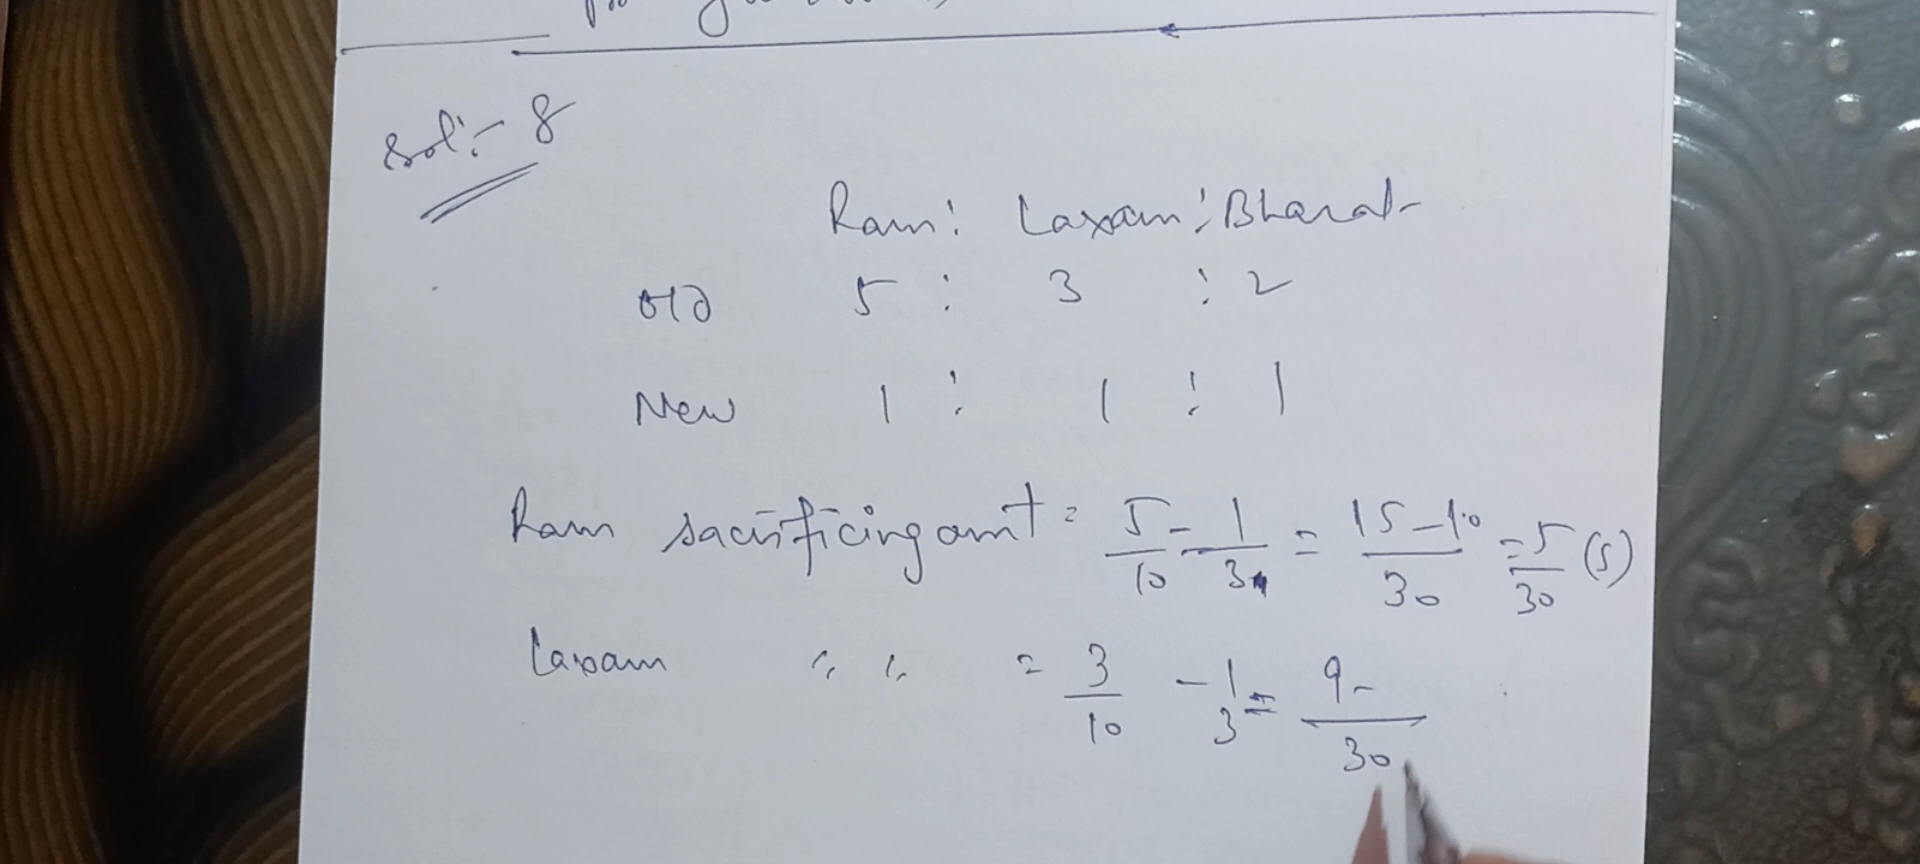 Sol:- 8
Ram: Laxam: Bharat
old 5 : 3 : 2
New 1 : 1 : 1
Ram sacrificing amt = 5/10 - 1/3 = 15-10/30 = 5/30 (s)
Laxam " " = 3/10 - 1/3 = 9-/30